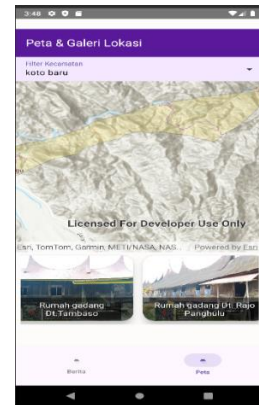 3:48
Peta & Galeri Lokasi
Filter Kecamatan
koto baru
Licensed For Developer Use Only
Esri, TomTom, Garmin, METI/NASA, NAS... Powered by Esri
Rumah gadang
Dt.Tambaso
Rumah gadang Dt. Rajo
Panghulu
Berita
Peta